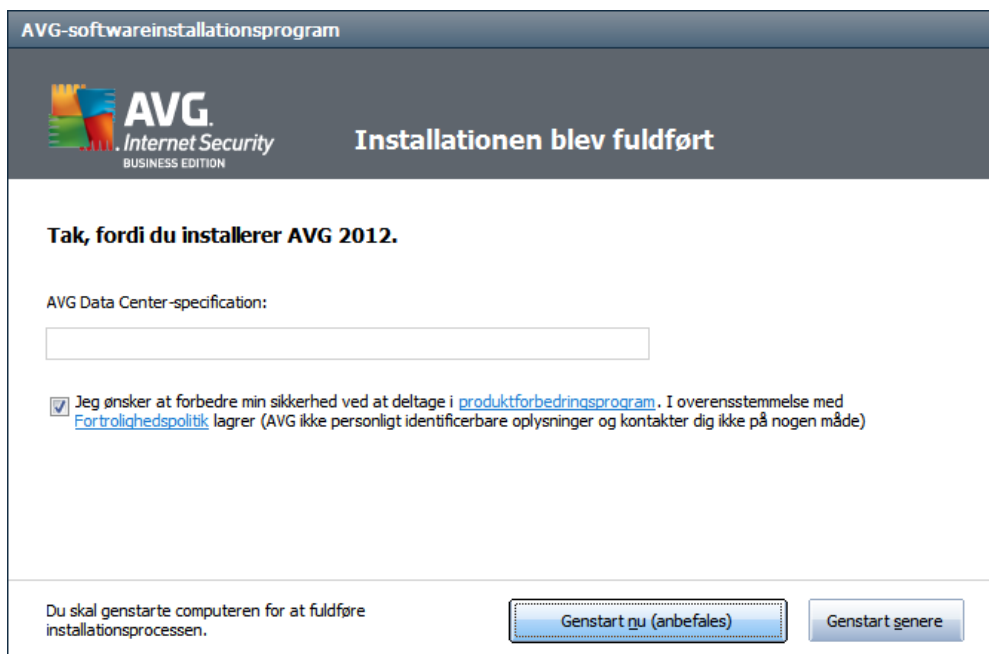 AVG-softwareinstallationsprogram
AVG.
Internet Security
BUSINESS EDITION
Installationen blev fuldført
Tak, fordi du installerer AVG 2012.
AVG Data Center-specification:
Jeg ønsker at forbedre min sikkerhed ved at deltage i produktforbedringsprogram. I overensstemmelse med
Fortrolighedspolitik lagrer (AVG ikke personligt identificerbare oplysninger og kontakter dig ikke på nogen måde)
Du skal genstarte computeren for at fuldføre
installationsprocessen.
Genstart nu (anbefales)
Genstart senere